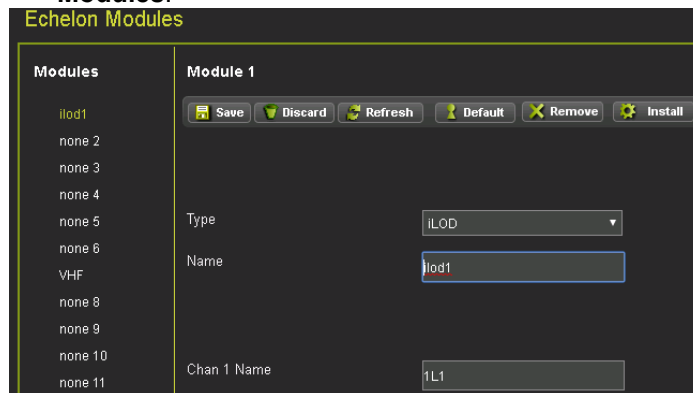 Modules.
Echelon Modules
Modules
ilod1
none 2
none 3
none 4
none 5
none 6
VHF
none 8
none 9
none 10
none 11
Module 1
Save Discard Refresh Default Remove Install
Type iLOD
Name ilod1
Chan 1 Name 1L1